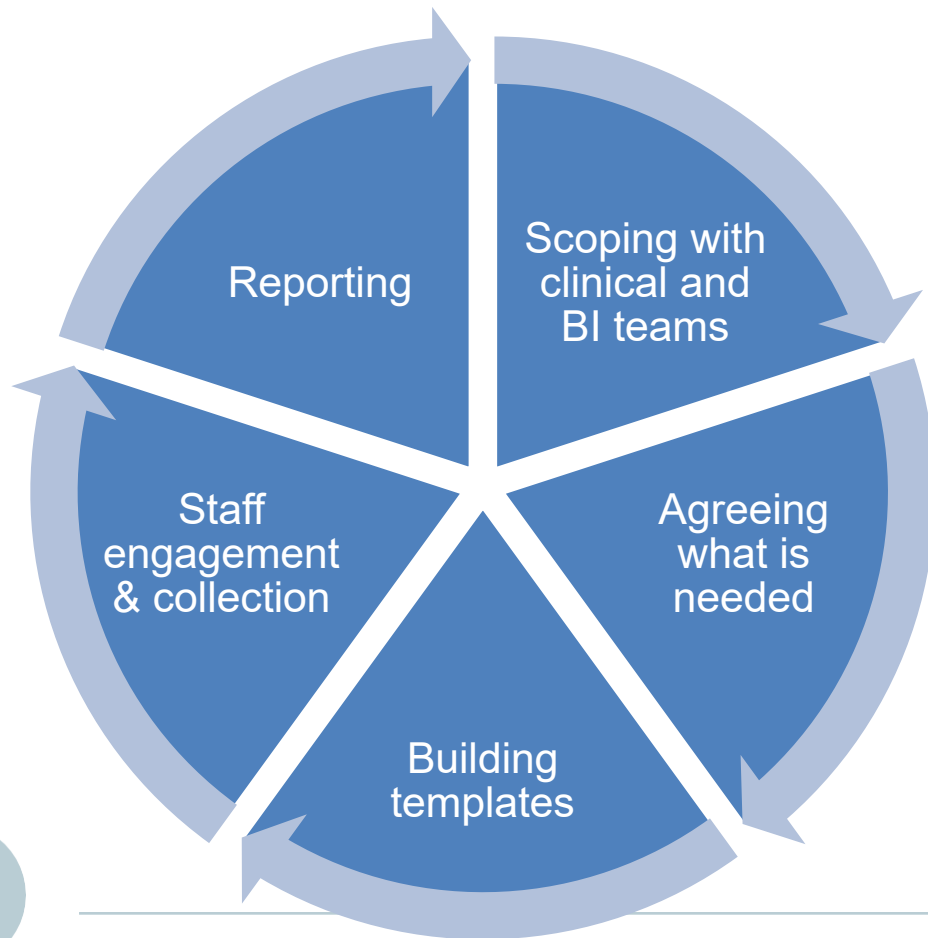 Scoping with
clinical and
BI teams
Agreeing
what is
needed
Building
templates
Staff
engagement
& collection
Reporting